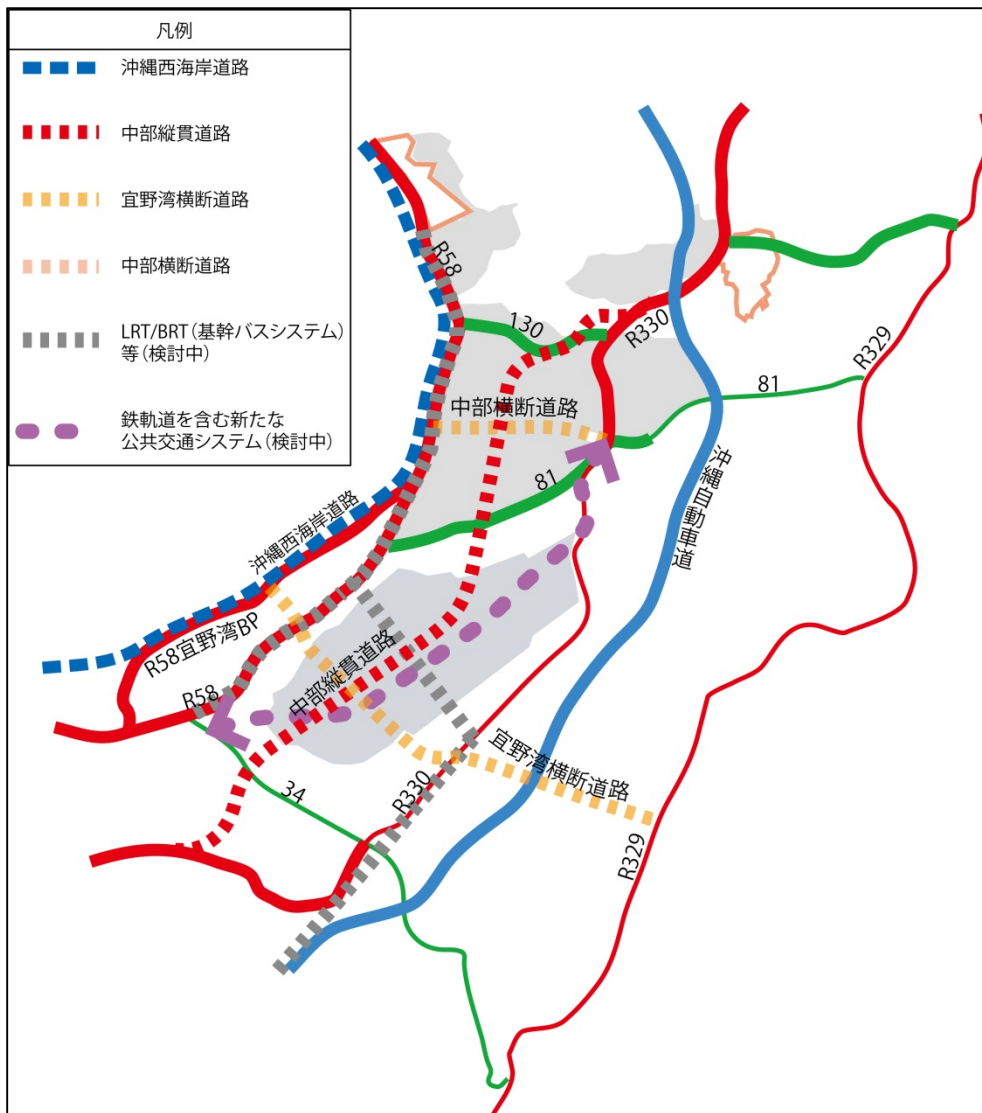 凡例
沖縄西海岸道路
中部縦貫道路
宜野湾横断道路
中部横断道路
LRT/BRT（基幹バスシステム）
等（検討中）
鉄軌道を含む新たな
公共交通システム（検討中）
R58
130
R330
R329
81
中部横断道路
81
沖縄自動車道
沖縄西海岸道路
R58宜野湾BP
中部縦貫道路
R58
宜野湾横断道路
R330
34
R329